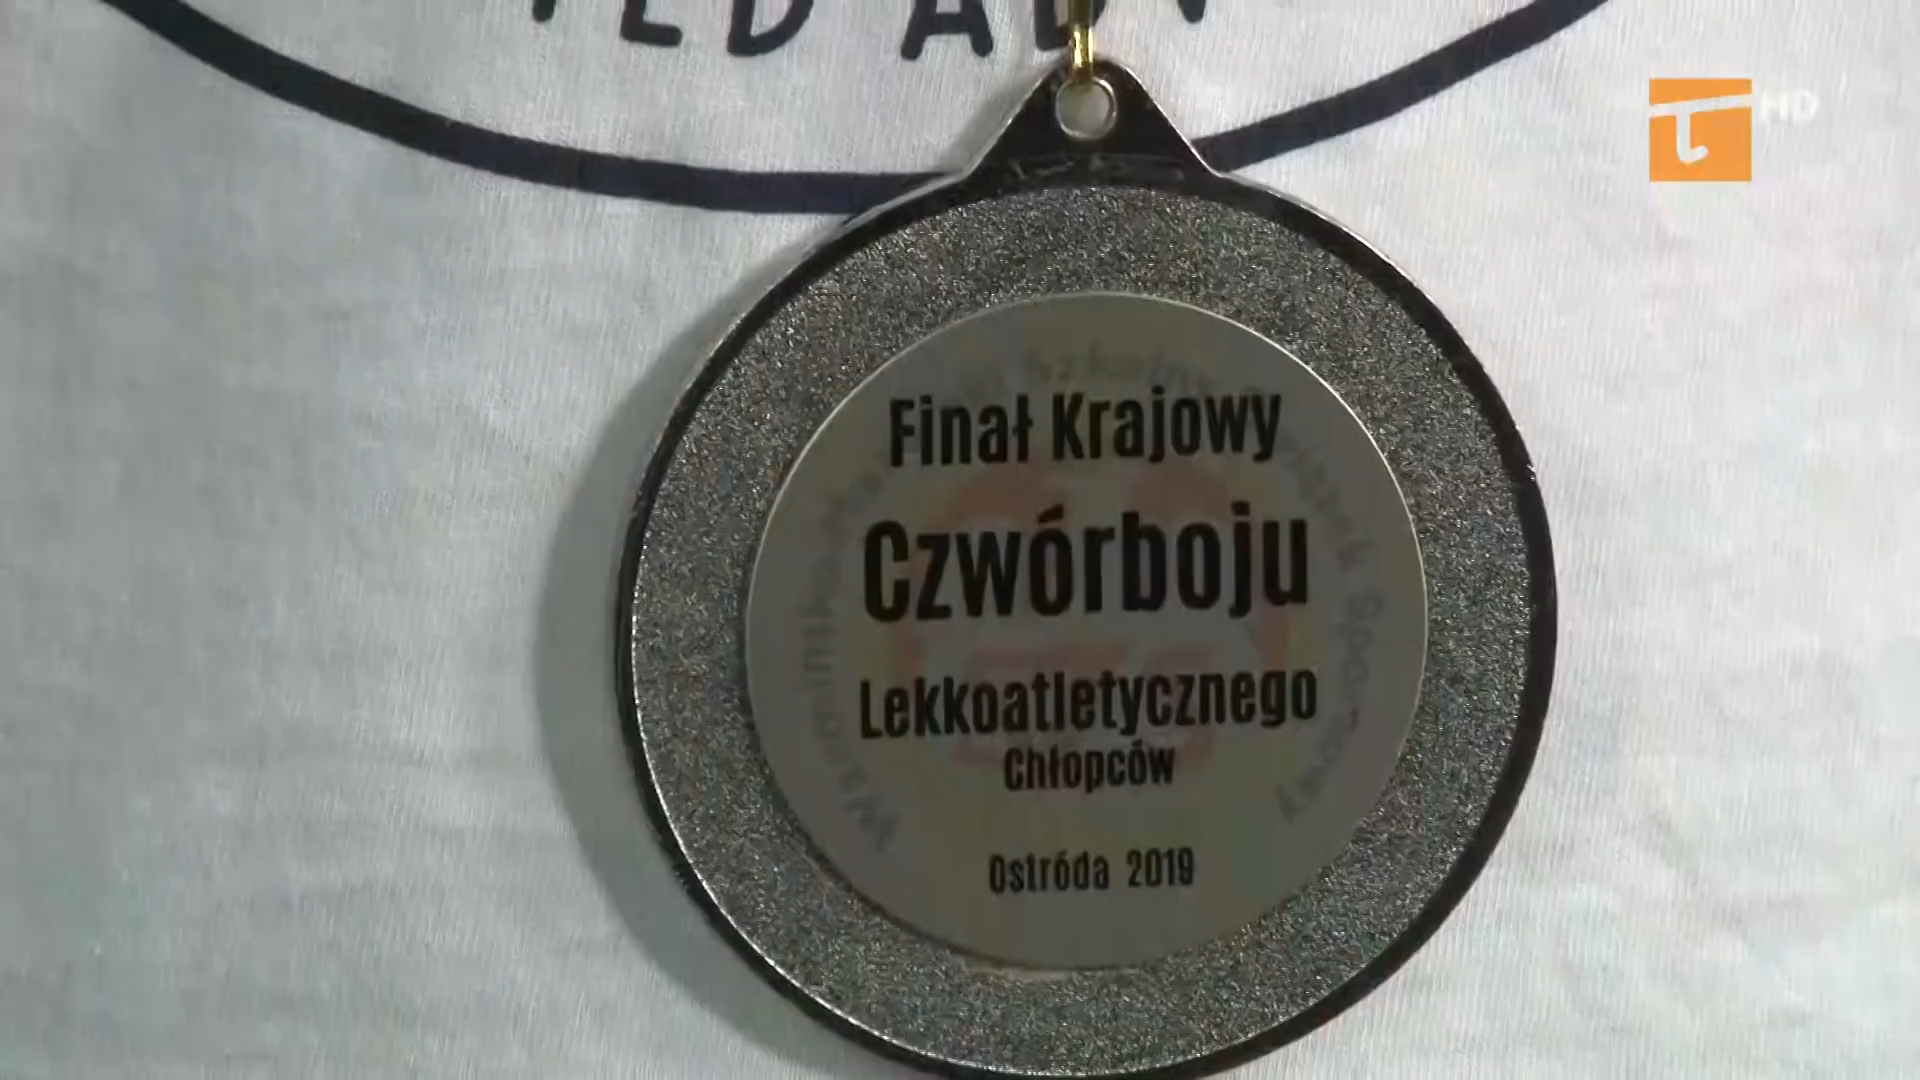 HD
Finał Krajowy
Czwórboju
Lekkoatletycznego
Chłopców
Ostróda 2019